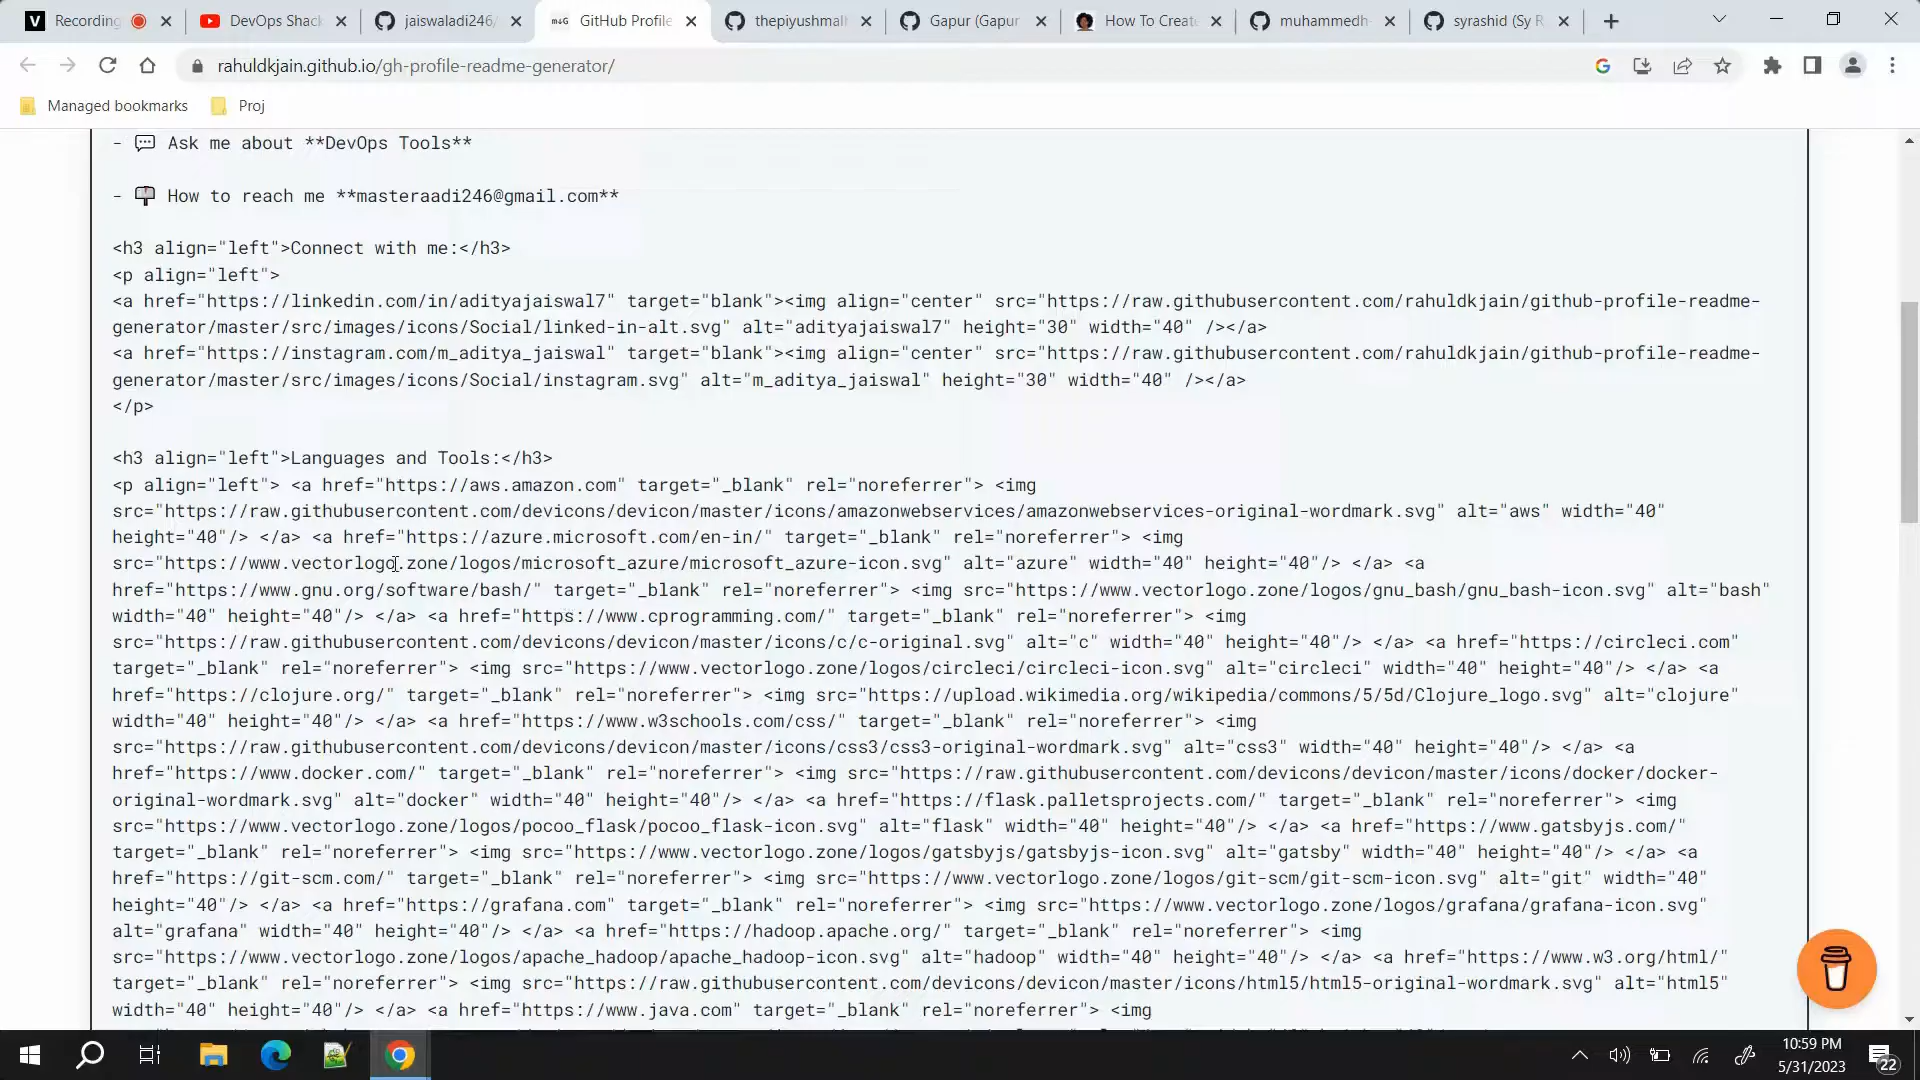 Recording
DevOps Shack
jaiswaladi246/
GitHub Profile
thepiyushmalh
Gapur (Gapur
How To Create
muhammedh
syrashid (Sy R
rahuldkjain.github.io/gh-profile-readme-generator/
Managed bookmarks
Proj
- 💬 Ask me about **DevOps Tools**
- 📫 How to reach me **masteraadi246@gmail.com**
<h3 align="left">Connect with me:</h3>
<p align="left">
<a href="https://linkedin.com/in/adityajaiswal7" target="blank"><img align="center" src="https://raw.githubusercontent.com/rahuldkjain/github-profile-readme-
generator/master/src/images/icons/Social/linked-in-alt.svg" alt="adityajaiswal7" height="30" width="40" /></a>
<a href="https://instagram.com/m_aditya_jaiswal" target="blank"><img align="center" src="https://raw.githubusercontent.com/rahuldkjain/github-profile-readme-
generator/master/src/images/icons/Social/instagram.svg" alt="m_aditya_jaiswal" height="30" width="40" /></a>
</p>
<h3 align="left">Languages and Tools:</h3>
<p align="left"> <a href="https://aws.amazon.com" target="_blank" rel="noreferrer"> <img
src="https://raw.githubusercontent.com/devicons/devicon/master/icons/amazonwebservices/amazonwebservices-original-wordmark.svg" alt="aws" width="40"
height="40"/> </a> <a href="https://azure.microsoft.com/en-in/" target="_blank" rel="noreferrer"> <img
src="https://www.vectorlogo.zone/logos/microsoft_azure/microsoft_azure-icon.svg" alt="azure" width="40" height="40"/> </a> <a
href="https://www.gnu.org/software/bash/" target="_blank" rel="noreferrer"> <img src="https://www.vectorlogo.zone/logos/gnu_bash/gnu_bash-icon.svg" alt="bash"
width="40" height="40"/> </a> <a href="https://www.cprogramming.com/" target="_blank" rel="noreferrer"> <img
src="https://raw.githubusercontent.com/devicons/devicon/master/icons/c/c-original.svg" alt="c" width="40" height="40"/> </a> <a href="https://circleci.com"
target="_blank" rel="noreferrer"> <img src="https://www.vectorlogo.zone/logos/circleci/circleci-icon.svg" alt="circleci" width="40" height="40"/> </a> <a
href="https://clojure.org/" target="_blank" rel="noreferrer"> <img src="https://upload.wikimedia.org/wikipedia/commons/5/5d/Clojure_logo.svg" alt="clojure"
width="40" height="40"/> </a> <a href="https://www.w3schools.com/css/" target="_blank" rel="noreferrer"> <img
src="https://raw.githubusercontent.com/devicons/devicon/master/icons/css3/css3-original-wordmark.svg" alt="css3" width="40" height="40"/> </a> <a
href="https://www.docker.com/" target="_blank" rel="noreferrer"> <img src="https://raw.githubusercontent.com/devicons/devicon/master/icons/docker/docker-
original-wordmark.svg" alt="docker" width="40" height="40"/> </a> <a href="https://flask.palletsprojects.com/" target="_blank" rel="noreferrer"> <img
src="https://www.vectorlogo.zone/logos/pocoo_flask/pocoo_flask-icon.svg" alt="flask" width="40" height="40"/> </a> <a href="https://www.gatsbyjs.com/"
target="_blank" rel="noreferrer"> <img src="https://www.vectorlogo.zone/logos/gatsbyjs/gatsbyjs-icon.svg" alt="gatsby" width="40" height="40"/> </a> <a
href="https://git-scm.com/" target="_blank" rel="noreferrer"> <img src="https://www.vectorlogo.zone/logos/git-scm/git-scm-icon.svg" alt="git" width="40"
height="40"/> </a> <a href="https://grafana.com" target="_blank" rel="noreferrer"> <img src="https://www.vectorlogo.zone/logos/grafana/grafana-icon.svg"
alt="grafana" width="40" height="40"/> </a> <a href="https://hadoop.apache.org/" target="_blank" rel="noreferrer"> <img
src="https://www.vectorlogo.zone/logos/apache_hadoop/apache_hadoop-icon.svg" alt="hadoop" width="40" height="40"/> </a> <a href="https://www.w3.org/html/"
target="_blank" rel="noreferrer"> <img src="https://raw.githubusercontent.com/devicons/devicon/master/icons/html5/html5-original-wordmark.svg" alt="html5"
width="40" height="40"/> </a> <a href="https://www.java.com" target="_blank" rel="noreferrer"> <img
10:59 PM
5/31/2023
22